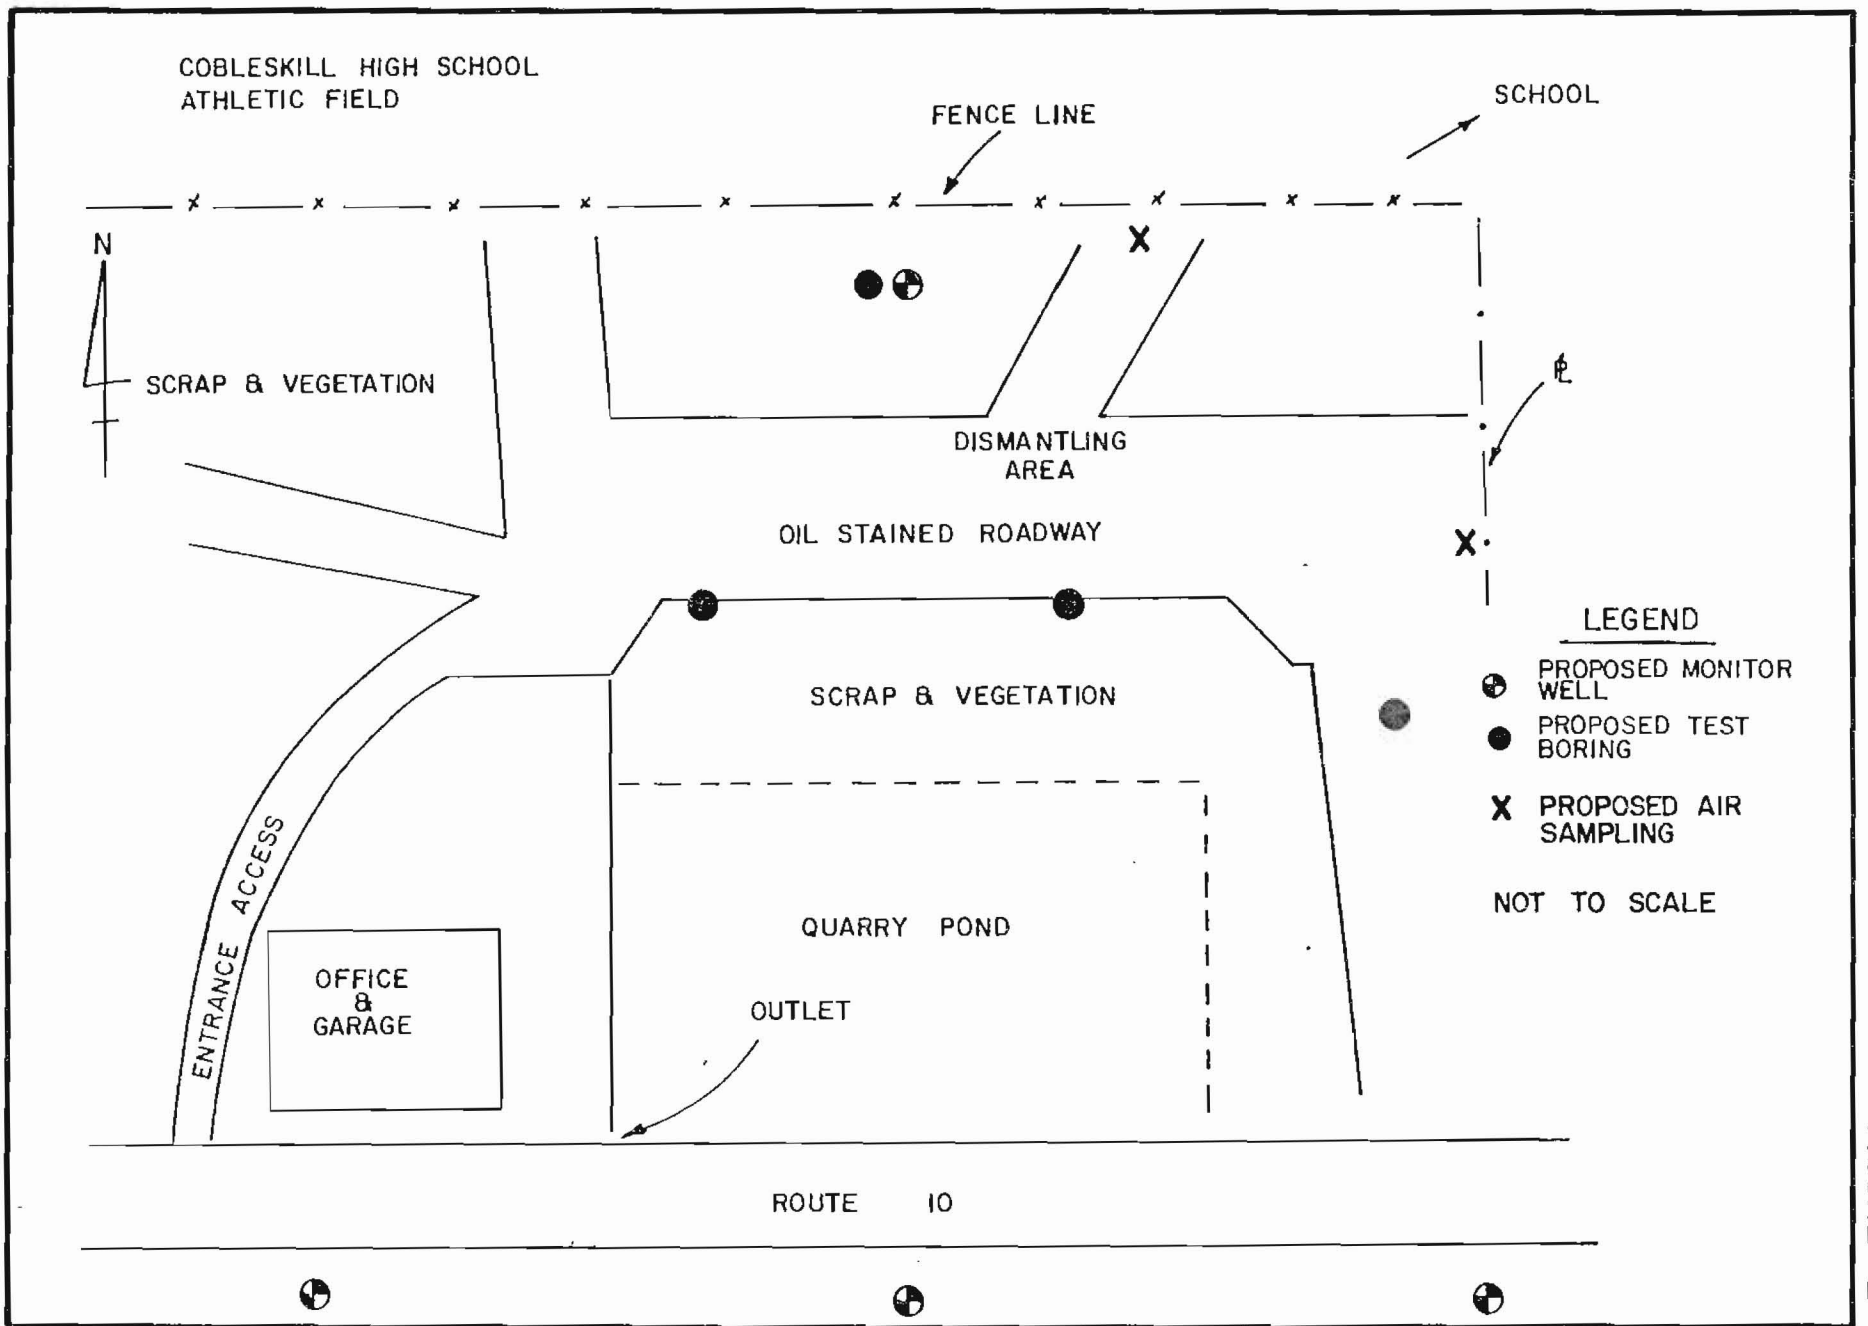 COBLESKILL HIGH SCHOOL
ATHLETIC FIELD
SCHOOL
FENCE LINE
N
SCRAP & VEGETATION
PL
DISMANTLING
AREA
OIL STAINED ROADWAY
LEGEND
PROPOSED MONITOR
WELL
PROPOSED TEST
BORING
X PROPOSED AIR
SAMPLING
NOT TO SCALE
SCRAP & VEGETATION
ENTRANCE ACCESS
QUARRY POND
OFFICE
&
GARAGE
OUTLET
ROUTE 10